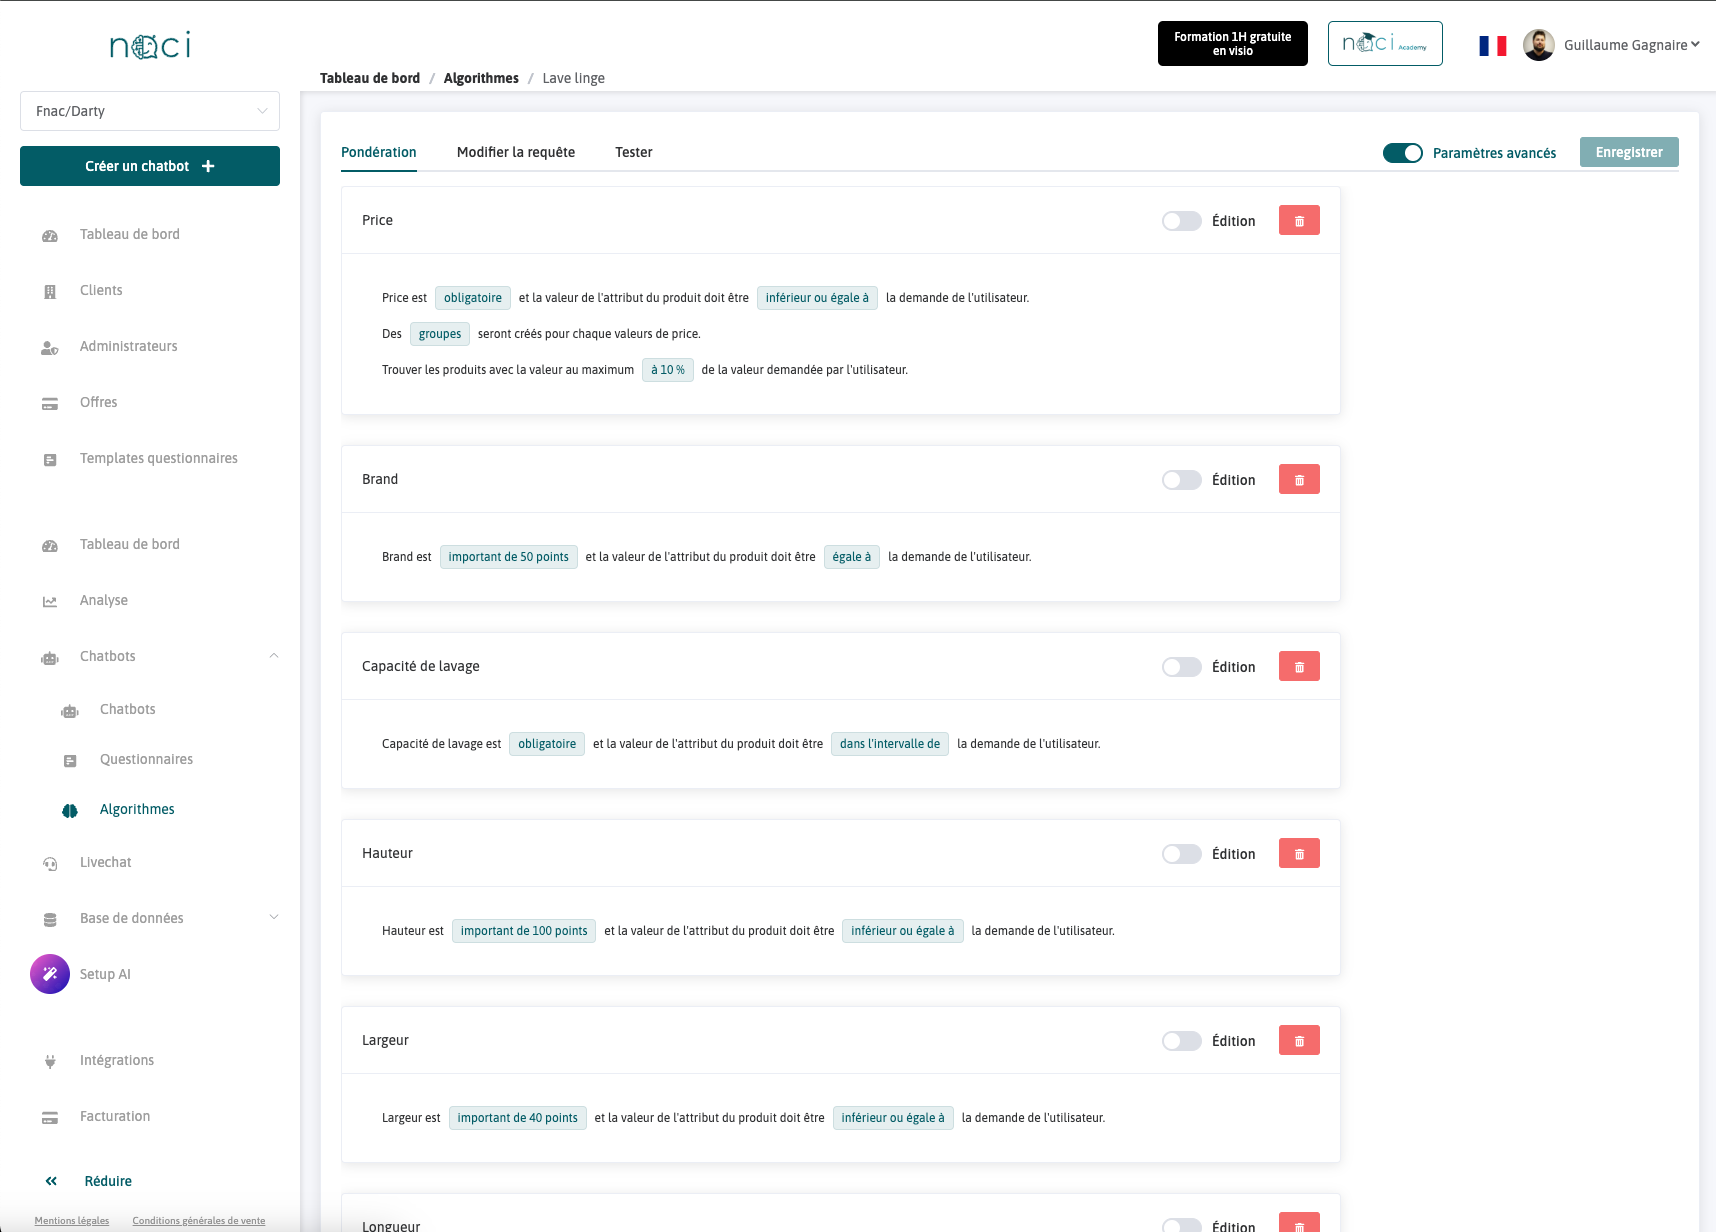 noci
Formation 1H gratuite
en visio
noci Academy
Guillaume Gagnaire
Tableau de bord / Algorithmes / Lave linge
Fnac/Darty
Créer un chatbot +
Tableau de bord
Clients
Administrateurs
Offres
Templates questionnaires
Tableau de bord
Analyse
Chatbots
Chatbots
Questionnaires
Algorithmes
Livechat
Base de données
Setup AI
Intégrations
Facturation
Réduire
Mentions légales Conditions générales de vente
Pondération Modifier la requête Tester Paramètres avancés Enregistrer
Price Édition
Price est obligatoire et la valeur de l'attribut du produit doit être inférieur ou égale à la demande de l'utilisateur.
Des groupes seront créés pour chaque valeurs de price.
Trouver les produits avec la valeur au maximum à 10 % de la valeur demandée par l'utilisateur.
Brand Édition
Brand est important de 50 points et la valeur de l'attribut du produit doit être égale à la demande de l'utilisateur.
Capacité de lavage Édition
Capacité de lavage est obligatoire et la valeur de l'attribut du produit doit être dans l'intervalle de la demande de l'utilisateur.
Hauteur Édition
Hauteur est important de 100 points et la valeur de l'attribut du produit doit être inférieur ou égale à la demande de l'utilisateur.
Largeur Édition
Largeur est important de 40 points et la valeur de l'attribut du produit doit être inférieur ou égale à la demande de l'utilisateur.
Longueur Édition